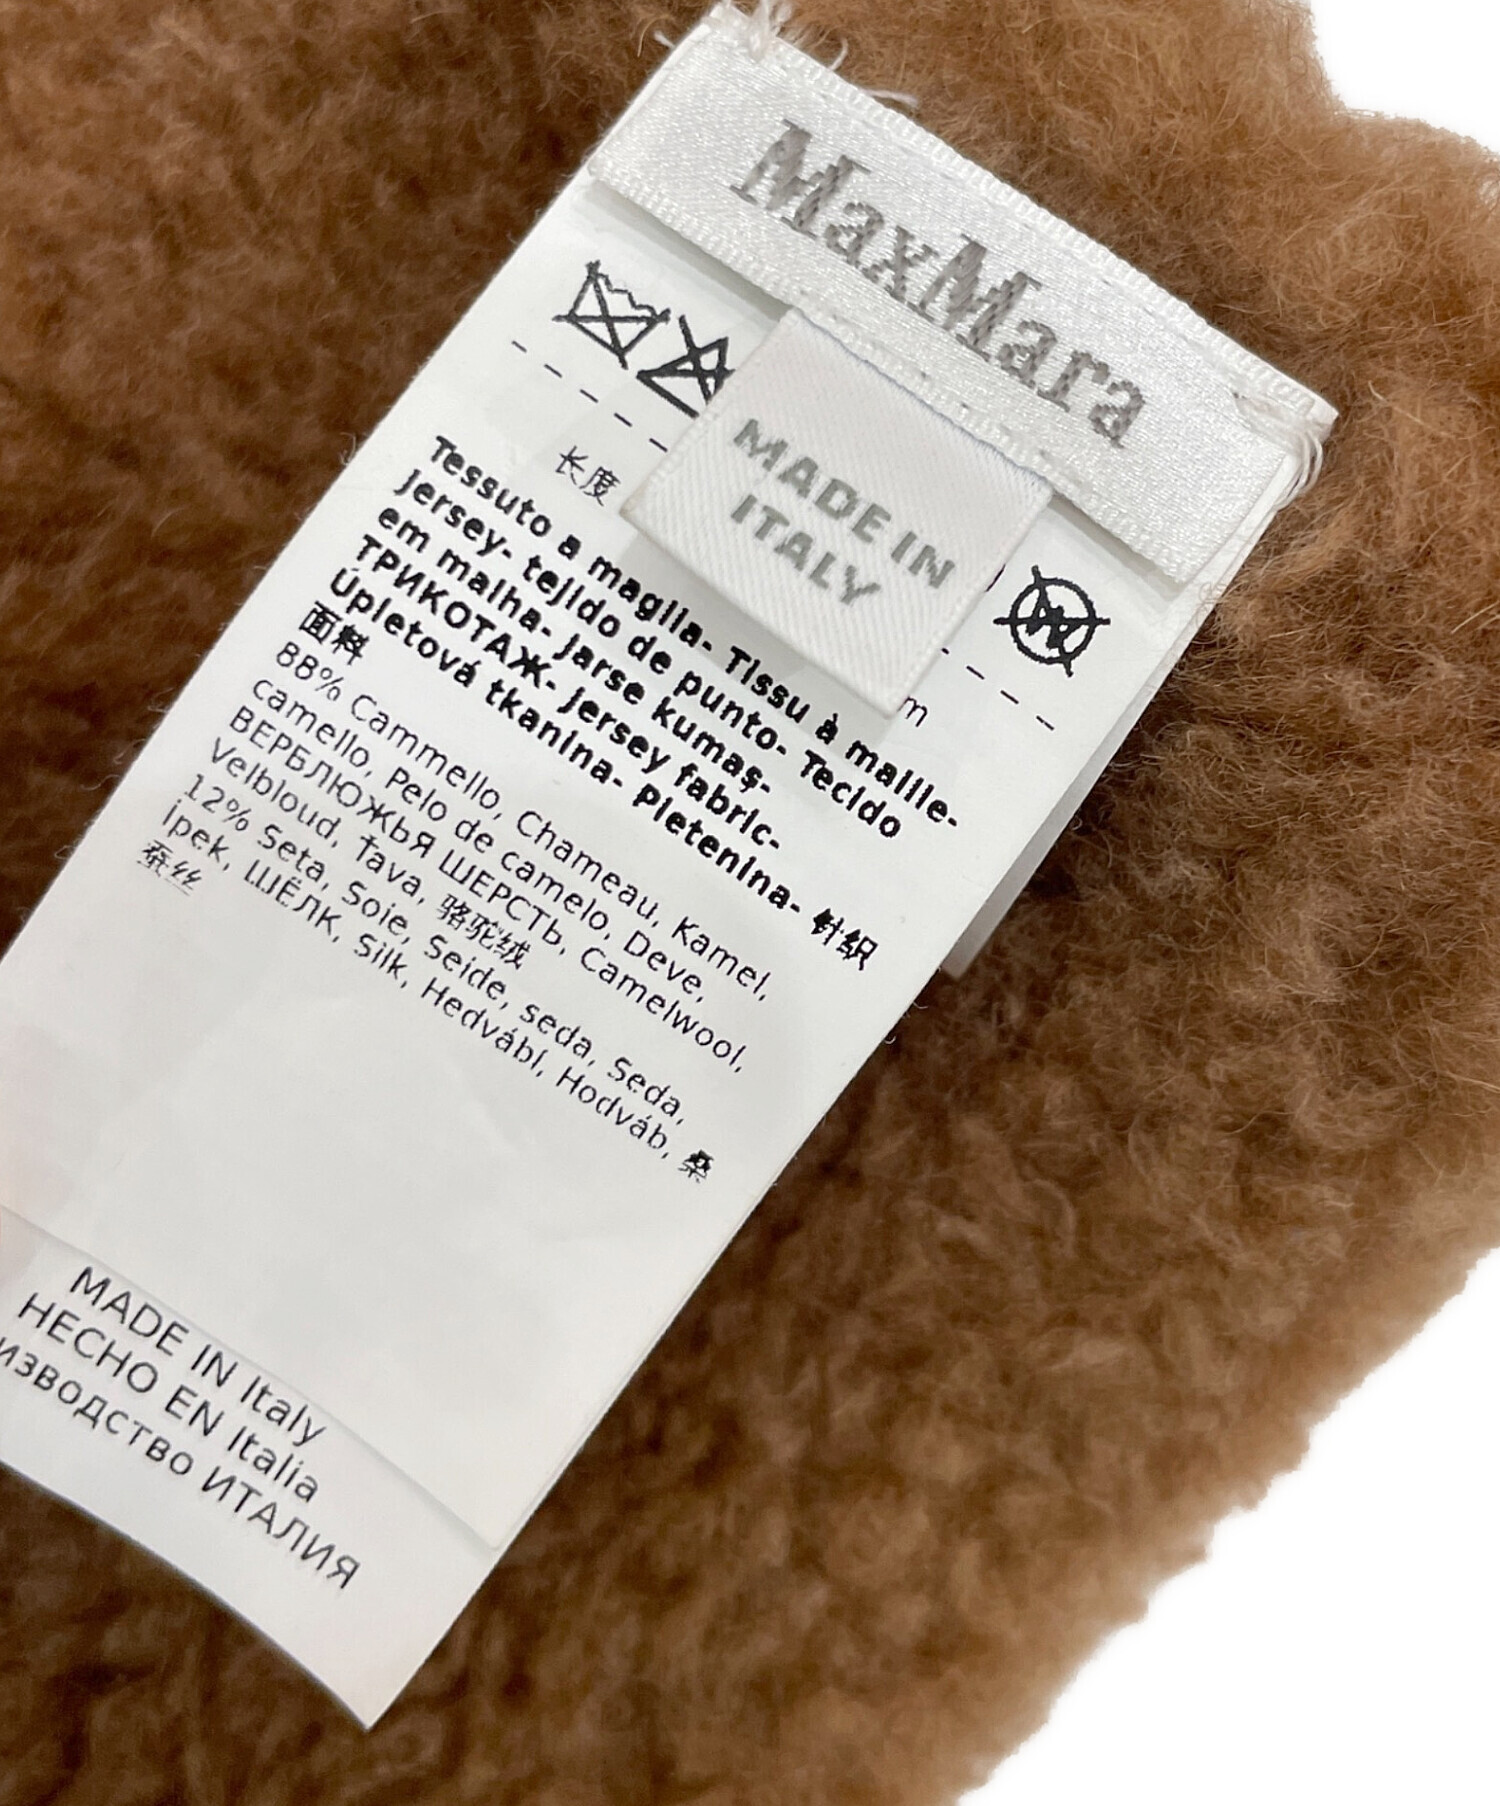 MaxMara
MADE IN
ITALY
W
长度
m
Tessuto a maglia- Tissu à maille-
jersey- tejido de punto- Tecido
em malha- jarse kumaş-
ТРИКОТАЖ- jersey fabric-
Úpletová tkanina- Pletenina- 针织
面料
88% Cammello, Chameau, Kamel,
camello, Pelo de camelo, Deve,
ВЕРБЛЮЖЬЯ ШЕРСТЬ, Camelwool,
Velbloud, Ťava, 骆驼绒
12% Seta, Soie, Seide, seda, Seda,
İpek, ШЁЛК, Silk, Hedvábí, Hodváb, 桑
蚕丝
MADE IN Italy
HECHO EN Italia
изводство ИТАЛИЯ